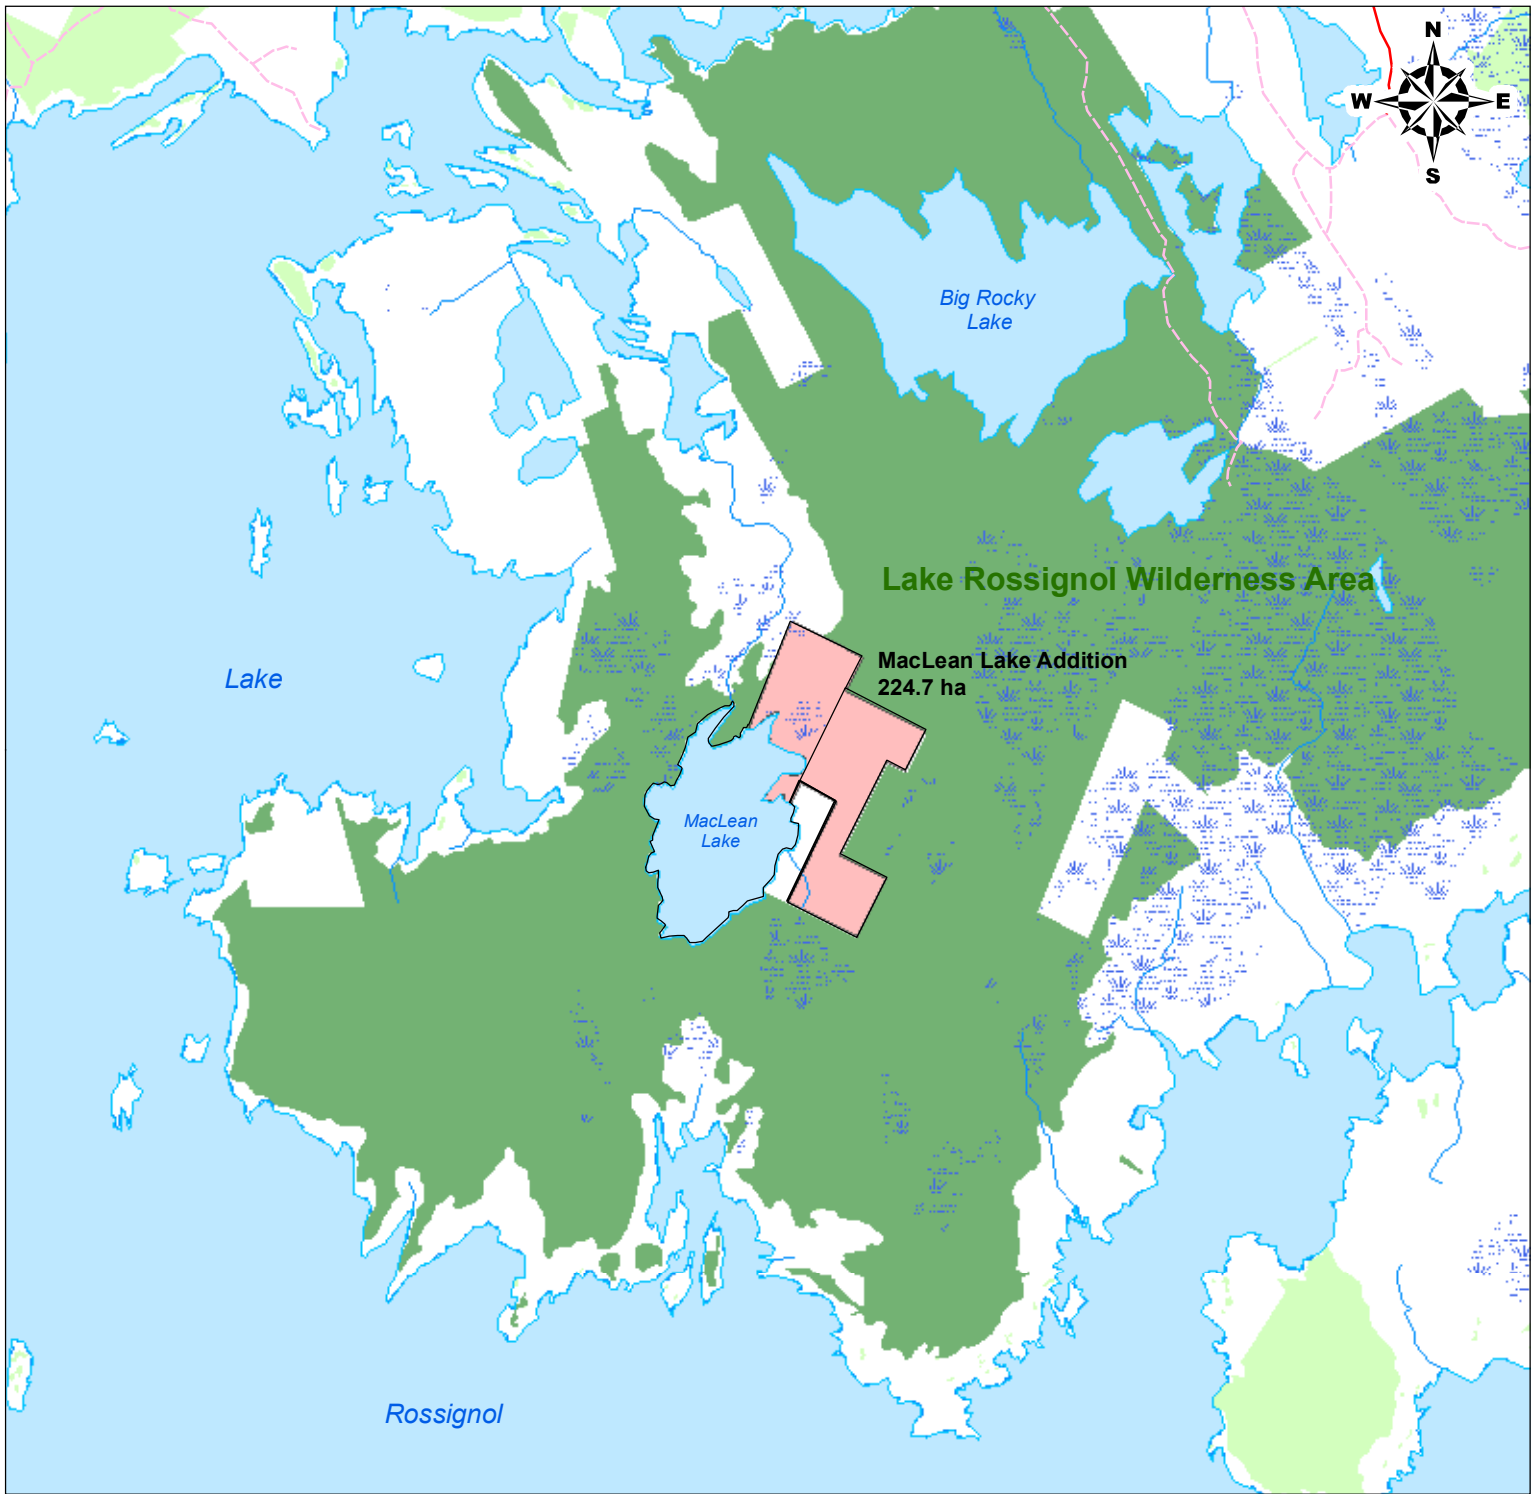 N
W E
S
Big Rocky
Lake
Lake Rossignol Wilderness Area
MacLean Lake Addition
224.7 ha
Lake
MacLean
Lake
Rossignol